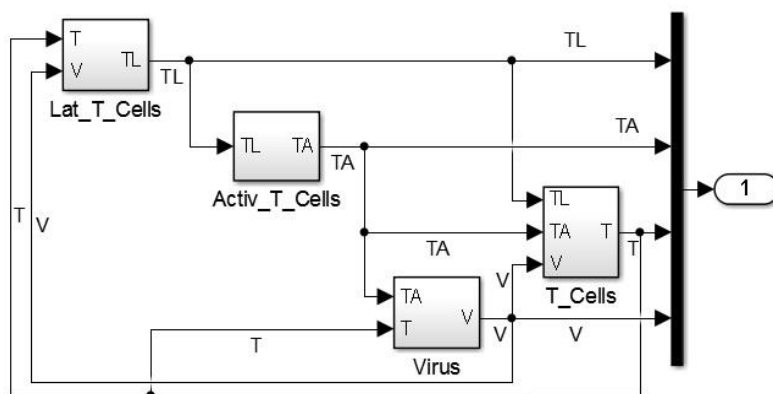 T
V
TL
Lat_T_Cells
TL
TL
TL
TA
Activ_T_Cells
TA
TA
1
T
V
TL
TA
V
T
T_Cells
T
TA
V
TA
T
V
Virus
T
V
V